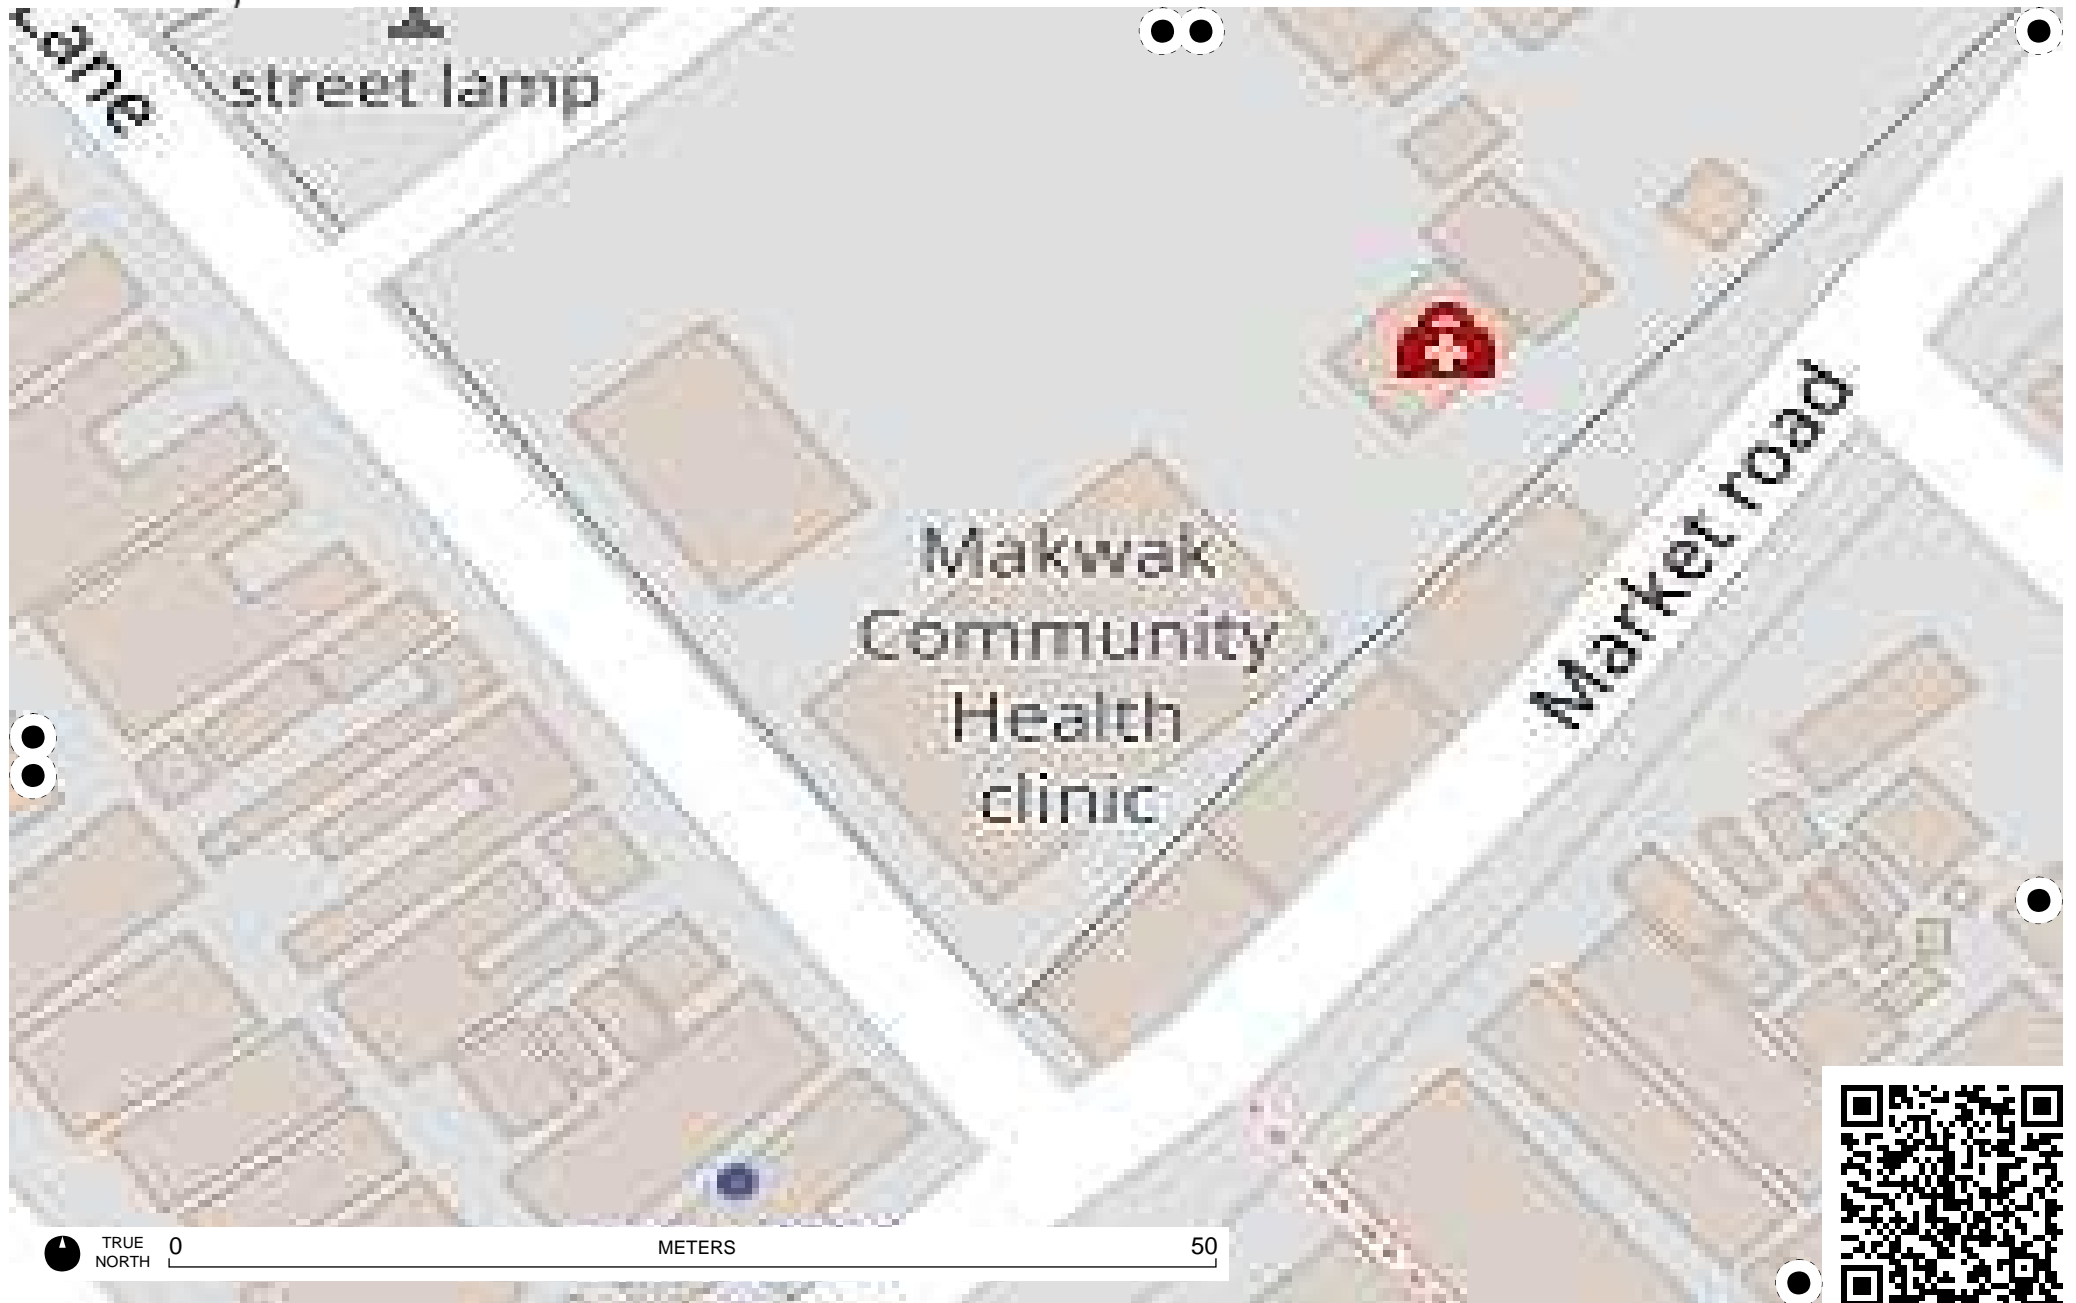 Lane
street lamp
Makwak
Community
Health
clinic
Market road
TRUE
NORTH
0
METERS
50